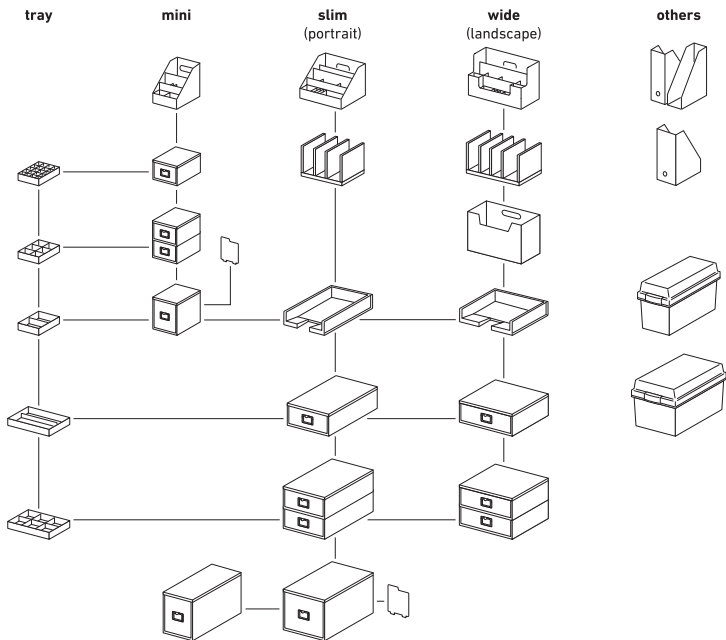 tray
mini
slim
(portrait)
wide
(landscape)
others